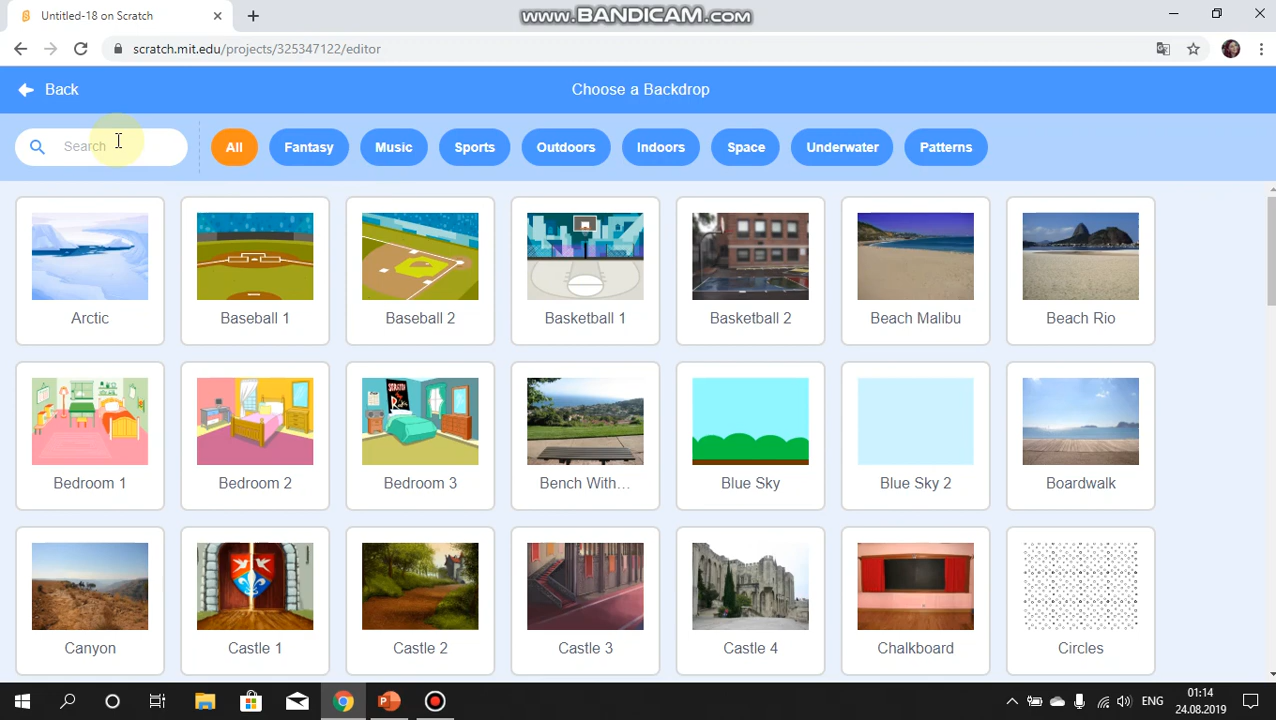 Untitled-18 on Scratch
www.BANDICAM.com
scratch.mit.edu/projects/325347122/editor
Back
Choose a Backdrop
Search
All
Fantasy
Music
Sports
Outdoors
Indoors
Space
Underwater
Patterns
Arctic
Baseball 1
Baseball 2
Basketball 1
Basketball 2
Beach Malibu
Beach Rio
Bedroom 1
Bedroom 2
Bedroom 3
Bench With...
Blue Sky
Blue Sky 2
Boardwalk
Canyon
Castle 1
Castle 2
Castle 3
Castle 4
Chalkboard
Circles
ENG
01:14
24.08.2019